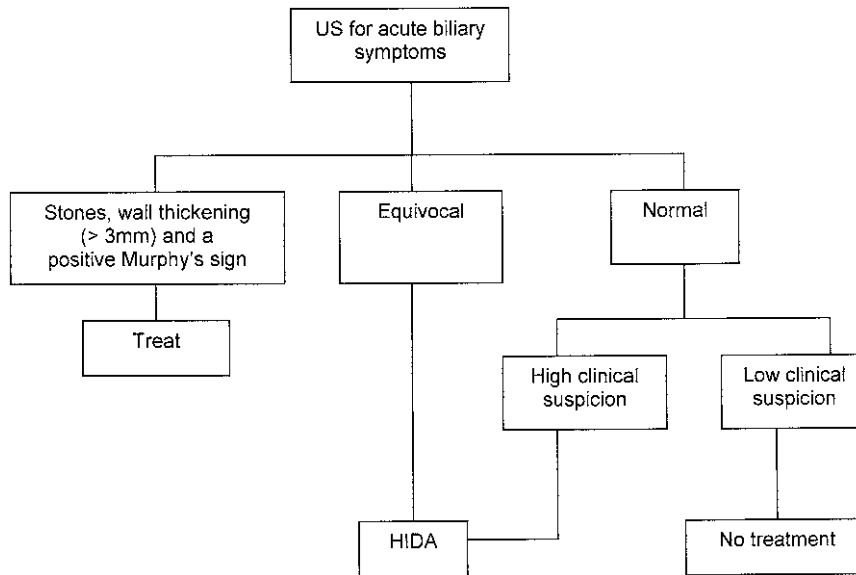 US for acute biliary
symptoms
Stones, wall thickening
(> 3mm) and a
positive Murphy's sign
Equivocal
Normal
Treat
High clinical
suspicion
Low clinical
suspicion
HIDA
No treatment